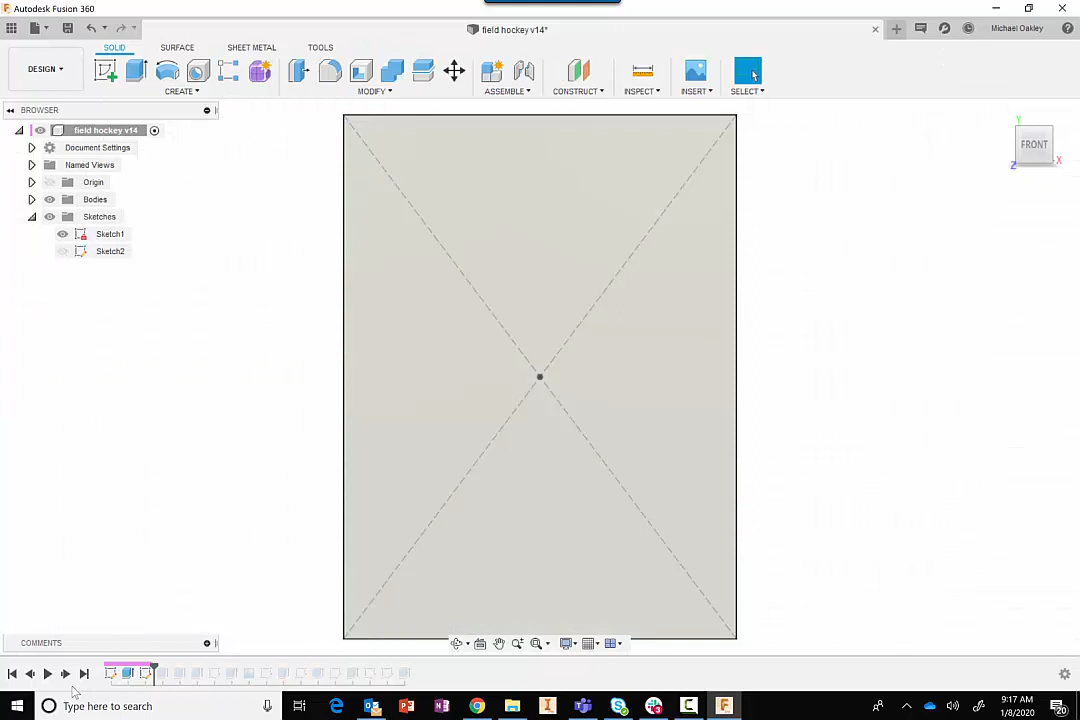 Autodesk Fusion 360
field hockey v14*
Michael Oakley
DESIGN
SOLID
SURFACE
SHEET METAL
TOOLS
CREATE
MODIFY
ASSEMBLE
CONSTRUCT
INSPECT
INSERT
SELECT
BROWSER
field hockey v14
Document Settings
Named Views
Origin
Bodies
Sketches
Sketch1
Sketch2
Y
FRONT
X
Z
COMMENTS
Type here to search
9:17 AM
1/8/2020
20